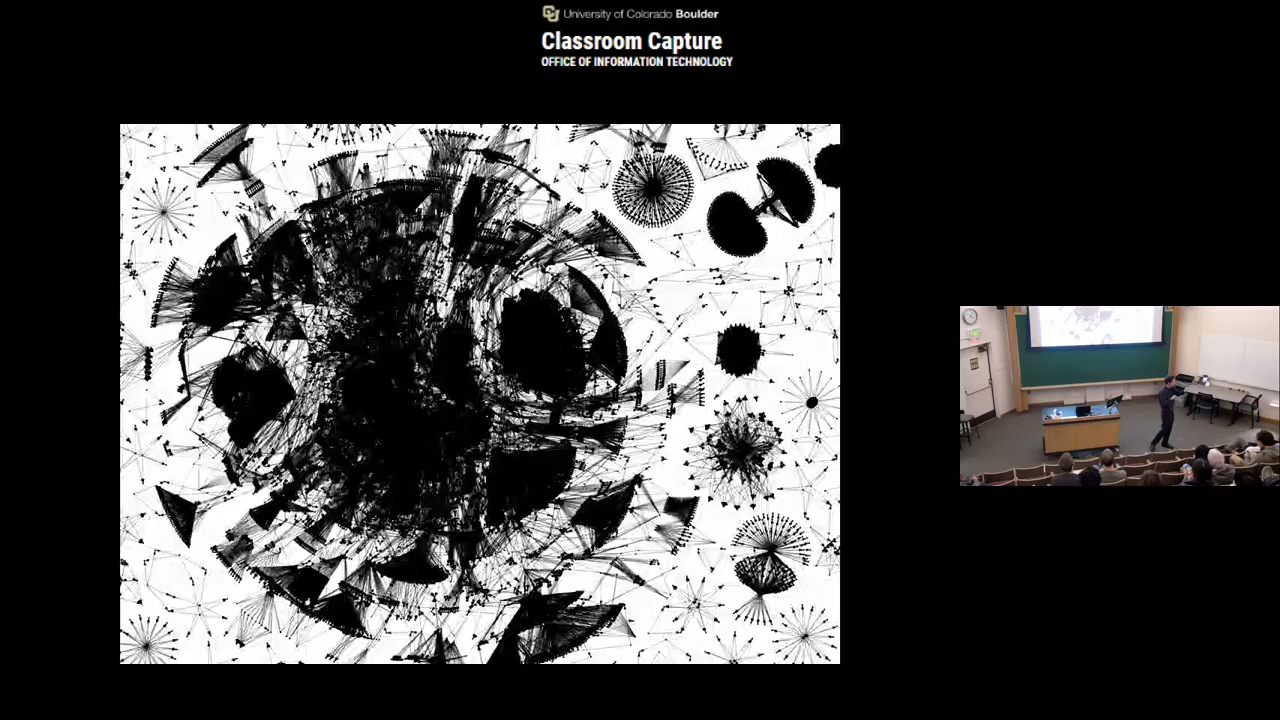 University of Colorado Boulder
Classroom Capture
OFFICE OF INFORMATION TECHNOLOGY